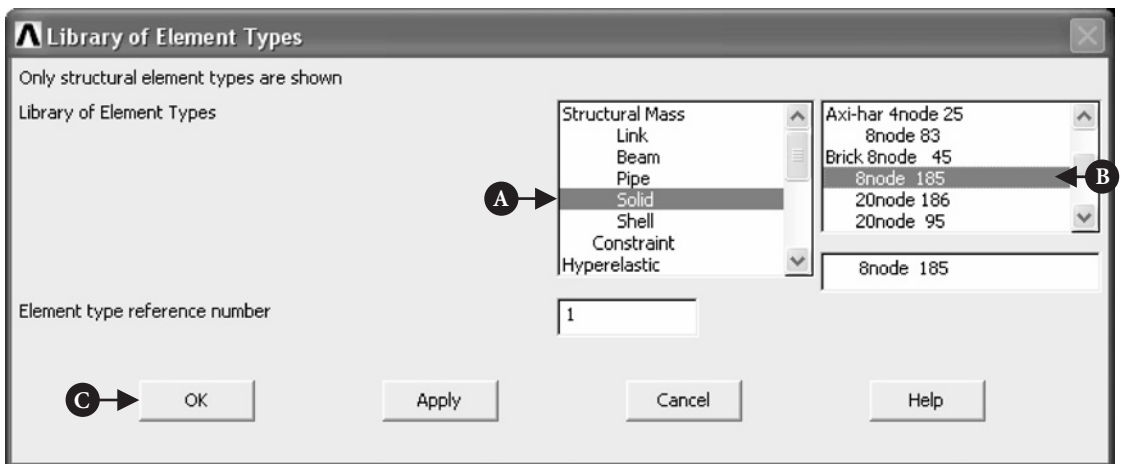 Library of Element Types
Only structural element types are shown
Library of Element Types
Structural Mass
Link
Beam
Pipe
Solid
Shell
Constraint
Hyperelastic
Axi-har 4node 25
8node 83
Brick 8node 45
8node 185
20node 186
20node 95
8node 185
A
B
Element type reference number
1
C
OK
Apply
Cancel
Help